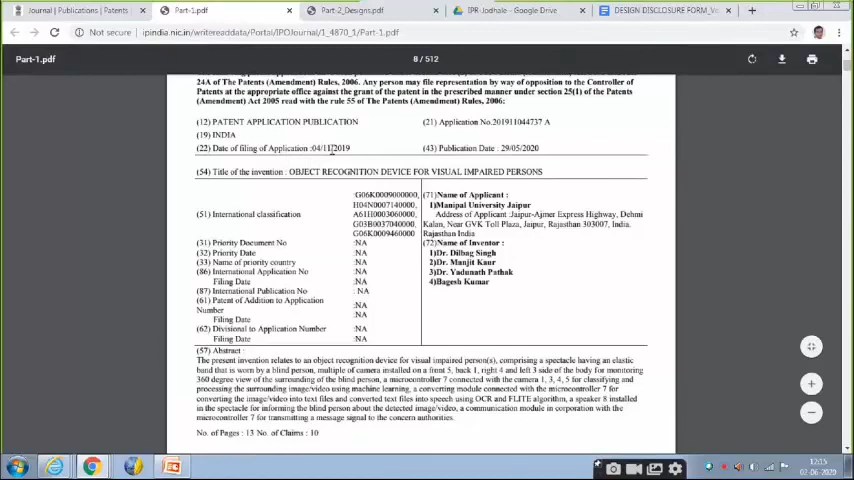 Journal | Publications | Patents
Part-1.pdf
Part-2_Designs.pdf
IPR-Jodhale - Google Drive
DESIGN DISCLOSURE FORM_V
Not secure | ipindia.nic.in/writereaddata/Portal/IPOJournal/1_4870_1/Part-1.pdf
Part-1.pdf
8 / 512
24A of The Patents (Amendment) Rules, 2006. Any person may file representation by way of opposition to the Controller of
Patents at the appropriate office against the grant of the patent in the prescribed manner under section 25(1) of the Patents
(Amendment) Act 2005 read with the rule 55 of The Patents (Amendment) Rules, 2006:
(12) PATENT APPLICATION PUBLICATION
(21) Application No.201911044737 A
(19) INDIA
(22) Date of filing of Application :04/11/2019
(43) Publication Date : 29/05/2020
(54) Title of the invention : OBJECT RECOGNITION DEVICE FOR VISUAL IMPAIRED PERSONS
(51) International classification
:G06K0009000000,
H04N0007140000,
A61H0003060000,
G03B0037040000,
G06K0009460000
(31) Priority Document No :NA
(32) Priority Date :NA
(33) Name of priority country :NA
(86) International Application No :NA
Filing Date :NA
(87) International Publication No : NA
(61) Patent of Addition to Application
Number :NA
Filing Date :NA
(62) Divisional to Application Number :NA
Filing Date :NA
(71)Name of Applicant :
1)Manipal University Jaipur
Address of Applicant :Jaipur-Ajmer Express Highway, Dehmi
Kalan, Near GVK Toll Plaza, Jaipur, Rajasthan 303007, India.
Rajasthan India
(72)Name of Inventor :
1)Dr. Dilbag Singh
2)Dr. Manjit Kaur
3)Dr. Yadunath Pathak
4)Bagesh Kumar
(57) Abstract :
The present invention relates to an object recognition device for visual impaired person(s), comprising a spectacle having an elastic
band that is worn by a blind person, multiple of camera installed on a front 5, back 1, right 4 and left 3 side of the body for monitoring
360 degree view of the surrounding of the blind person, a microcontroller 7 connected with the camera 1, 3, 4, 5 for classifying and
processing the surrounding image/video using machine learning, a converting module connected with the microcontroller 7 for
converting the image/video into text files and converted text files into speech using OCR and FLITE algorithm, a speaker 8 installed
in the spectacle for informing the blind person about the detected image/video, a communication module in corporation with the
microcontroller 7 for transmitting a message signal to the concern authorities.
No. of Pages : 13 No. of Claims : 10
12:15
02-06-2020